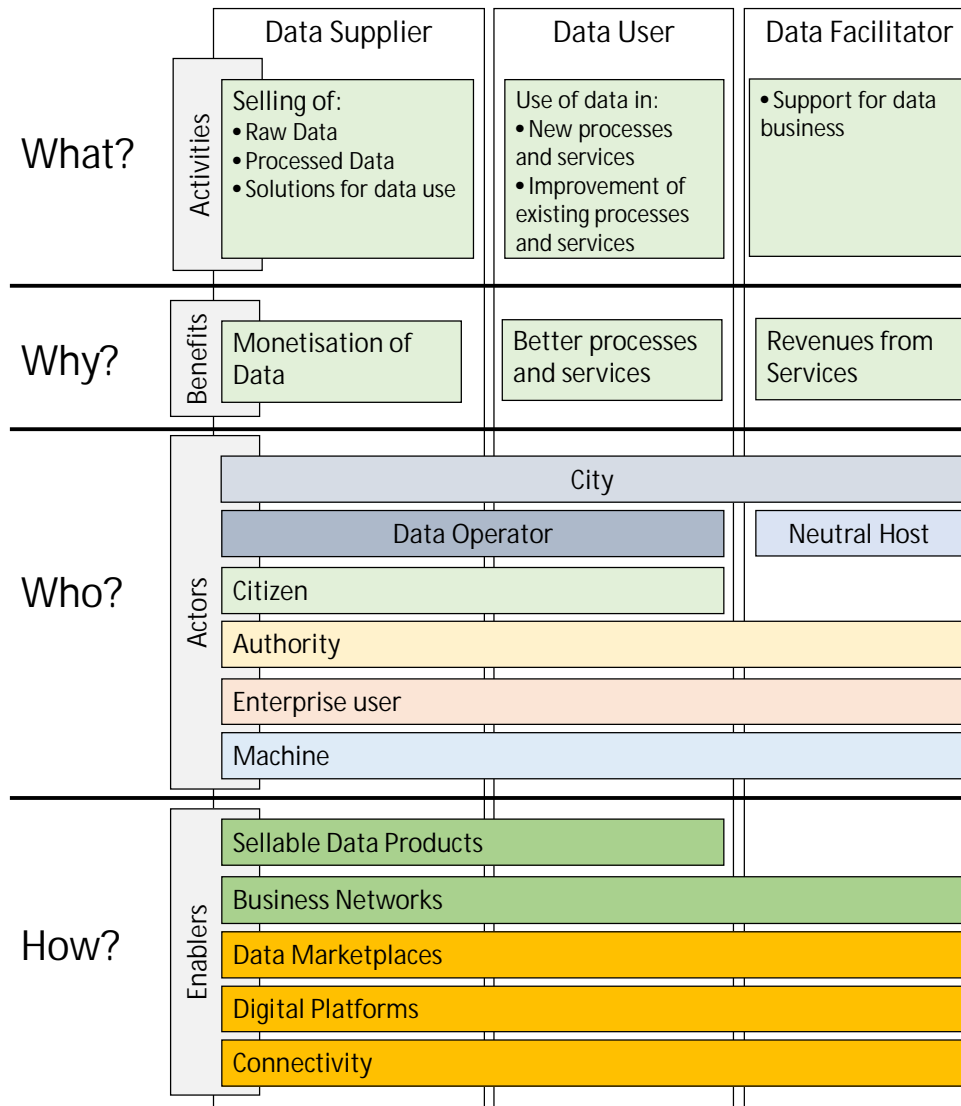 Data Supplier
Data User
Data Facilitator
What?
Activities
Selling of:
• Raw Data
• Processed Data
• Solutions for data use
Use of data in:
• New processes
and services
• Improvement of
existing processes
and services
• Support for data
business
Why?
Benefits
Monetisation of
Data
Better processes
and services
Revenues from
Services
Who?
Actors
City
Data Operator
Neutral Host
Citizen
Authority
Enterprise user
Machine
How?
Enablers
Sellable Data Products
Business Networks
Data Marketplaces
Digital Platforms
Connectivity